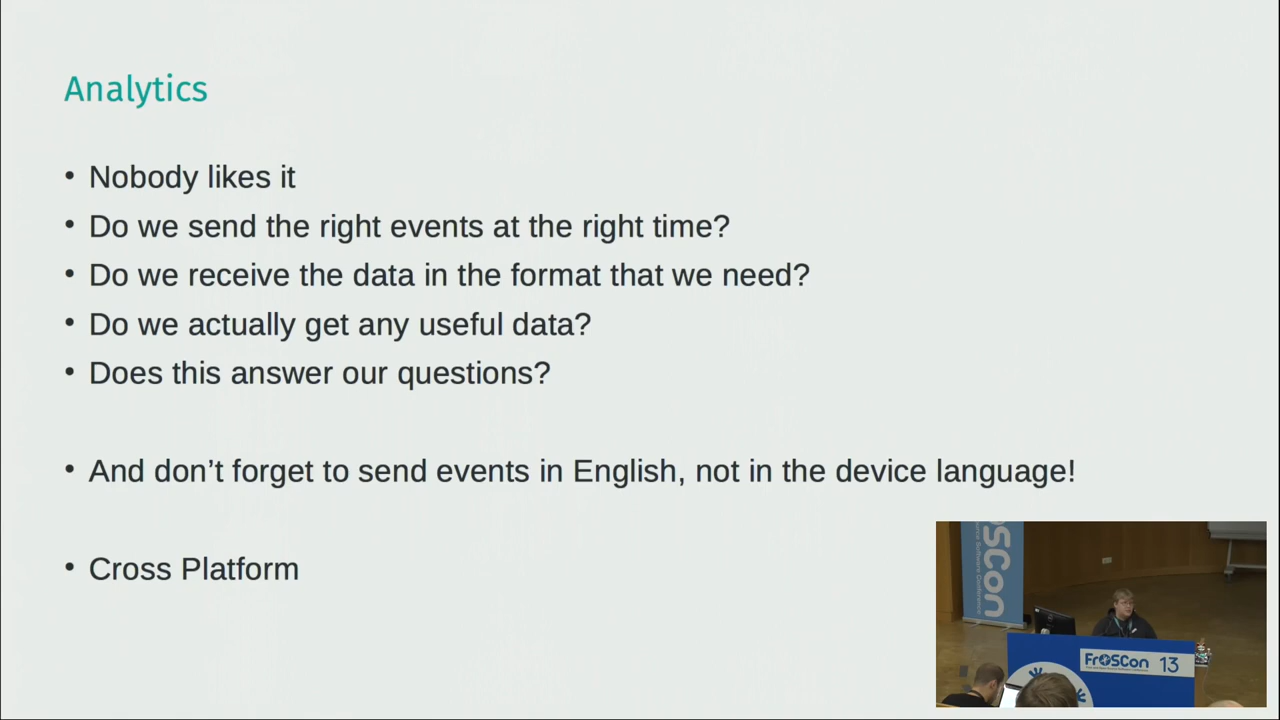 Analytics
• Nobody likes it
• Do we send the right events at the right time?
• Do we receive the data in the format that we need?
• Do we actually get any useful data?
• Does this answer our questions?
• And don’t forget to send events in English, not in the device language!
• Cross Platform
FrOSCon 13